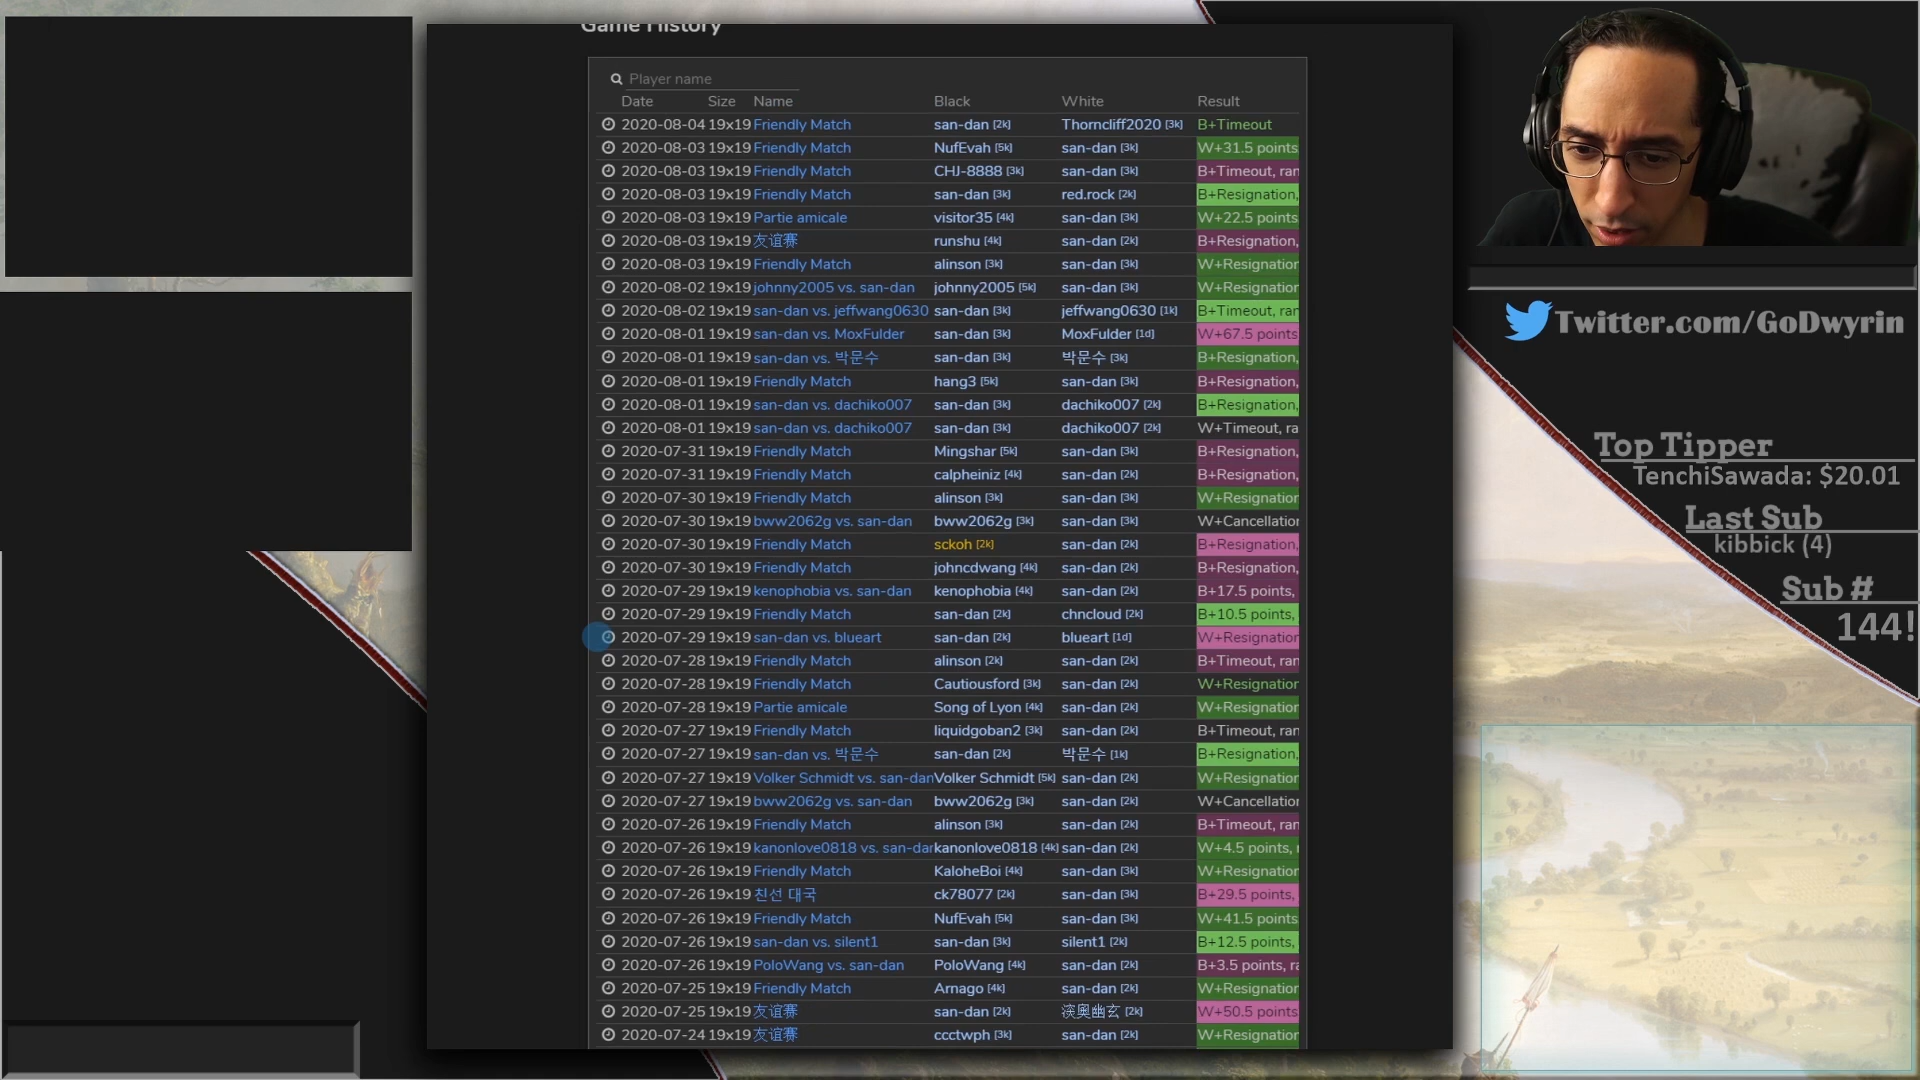 Game History
Player name
Date Size Name Black White Result
2020-08-04 19x19 Friendly Match san-dan [2k] Thorncliff2020 [3k] B+Timeout
2020-08-03 19x19 Friendly Match NufEvah [5k] san-dan [3k] W+31.5 points
2020-08-03 19x19 Friendly Match CHJ-8888 [3k] san-dan [3k] B+Timeout, ran
2020-08-03 19x19 Friendly Match san-dan [3k] red.rock [2k] B+Resignation,
2020-08-03 19x19 Partie amicale visitor35 [4k] san-dan [3k] W+22.5 points
2020-08-03 19x19 友谊赛 runshu [4k] san-dan [2k] B+Resignation,
2020-08-03 19x19 Friendly Match alinson [3k] san-dan [3k] W+Resignation
2020-08-02 19x19 johnny2005 vs. san-dan johnny2005 [5k] san-dan [3k] W+Resignation
2020-08-02 19x19 san-dan vs. jeffwang0630 san-dan [3k] jeffwang0630 [1k] B+Timeout, ran
2020-08-01 19x19 san-dan vs. MoxFulder san-dan [3k] MoxFulder [1d] W+67.5 points
2020-08-01 19x19 san-dan vs. 박문수 san-dan [3k] 박문수 [3k] B+Resignation,
2020-08-01 19x19 Friendly Match hang3 [5k] san-dan [3k] B+Resignation,
2020-08-01 19x19 san-dan vs. dachiko007 san-dan [3k] dachiko007 [2k] B+Resignation,
2020-08-01 19x19 san-dan vs. dachiko007 san-dan [3k] dachiko007 [2k] W+Timeout, ra
2020-07-31 19x19 Friendly Match Mingshar [5k] san-dan [3k] B+Resignation,
2020-07-31 19x19 Friendly Match calpheiniz [4k] san-dan [2k] B+Resignation,
2020-07-30 19x19 Friendly Match alinson [3k] san-dan [3k] W+Resignation
2020-07-30 19x19 bww2062g vs. san-dan bww2062g [3k] san-dan [3k] W+Cancellation
2020-07-30 19x19 Friendly Match sckoh [2k] san-dan [2k] B+Resignation,
2020-07-30 19x19 Friendly Match johncdwang [4k] san-dan [2k] B+Resignation,
2020-07-29 19x19 kenophobia vs. san-dan kenophobia [4k] san-dan [2k] B+17.5 points,
2020-07-29 19x19 Friendly Match san-dan [2k] chncloud [2k] B+10.5 points,
2020-07-29 19x19 san-dan vs. blueart san-dan [2k] blueart [1d] W+Resignation
2020-07-28 19x19 Friendly Match alinson [2k] san-dan [2k] B+Timeout, ran
2020-07-28 19x19 Friendly Match Cautiousford [3k] san-dan [2k] W+Resignation
2020-07-28 19x19 Partie amicale Song of Lyon [4k] san-dan [2k] W+Resignation
2020-07-27 19x19 Friendly Match liquidgoban2 [3k] san-dan [2k] B+Timeout, ran
2020-07-27 19x19 san-dan vs. 박문수 san-dan [2k] 박문수 [1k] B+Resignation,
2020-07-27 19x19 Volker Schmidt vs. san-dan Volker Schmidt [5k] san-dan [2k] W+Resignation
2020-07-27 19x19 bww2062g vs. san-dan bww2062g [3k] san-dan [2k] W+Cancellation
2020-07-26 19x19 Friendly Match alinson [3k] san-dan [2k] B+Timeout, ran
2020-07-26 19x19 kanonlove0818 vs. san-dan kanonlove0818 [4k] san-dan [2k] W+4.5 points, r
2020-07-26 19x19 Friendly Match KaloheBoi [4k] san-dan [3k] W+Resignation
2020-07-26 19x19 친선 대국 ck78077 [2k] san-dan [3k] B+29.5 points,
2020-07-26 19x19 Friendly Match NufEvah [5k] san-dan [3k] W+41.5 points
2020-07-26 19x19 san-dan vs. silent1 san-dan [3k] silent1 [2k] B+12.5 points,
2020-07-26 19x19 PoloWang vs. san-dan PoloWang [4k] san-dan [2k] B+3.5 points, ra
2020-07-25 19x19 Friendly Match Arnago [4k] san-dan [2k] W+Resignation
2020-07-25 19x19 友谊赛 san-dan [2k] [2k] W+50.5 points
2020-07-24 19x19 友谊赛 ccctwph [3k] san-dan [2k] W+Resignation
Twitter.com/GoDwyrin
Top Tipper
TenchiSawada: $20.01
Last Sub
kibbick (4)
Sub #
144!